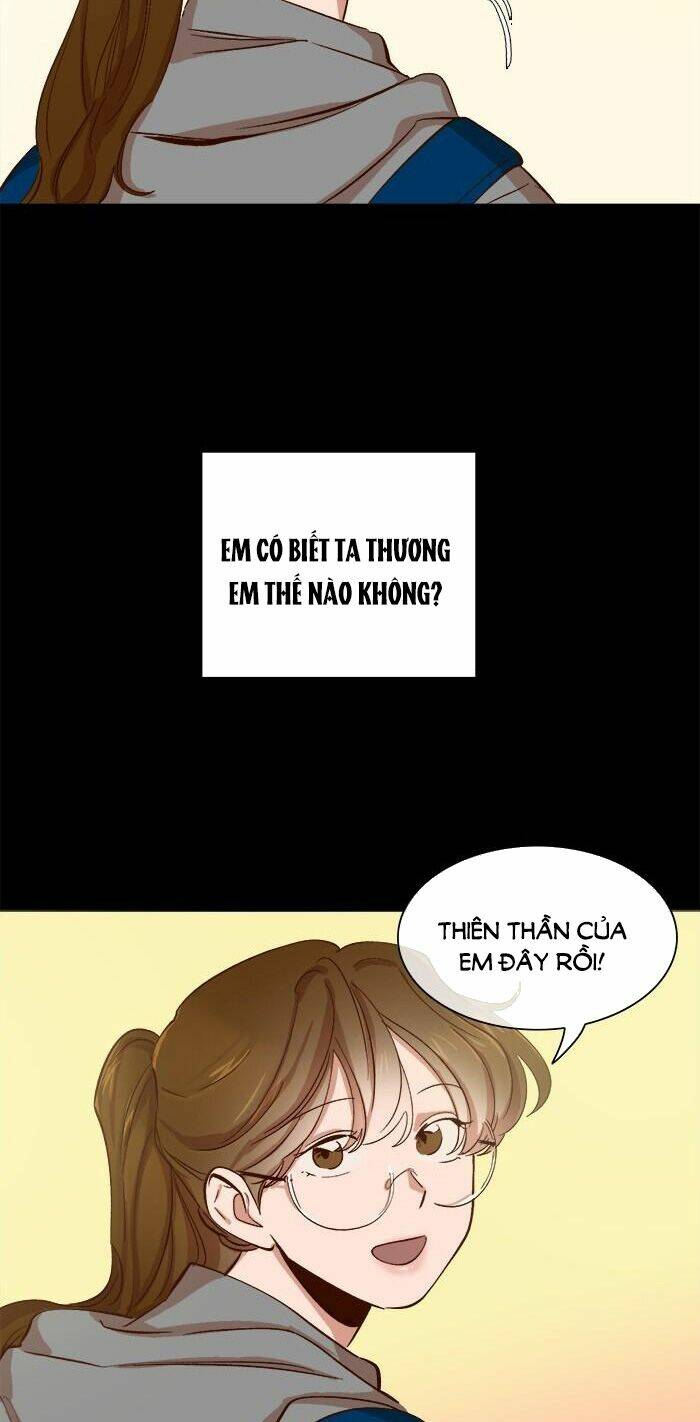 EM CÓ BIẾT TA THƯƠNG
EM THẾ NÀO KHÔNG?
THIÊN THẦN CỦA
EM ĐÂY RỒI!